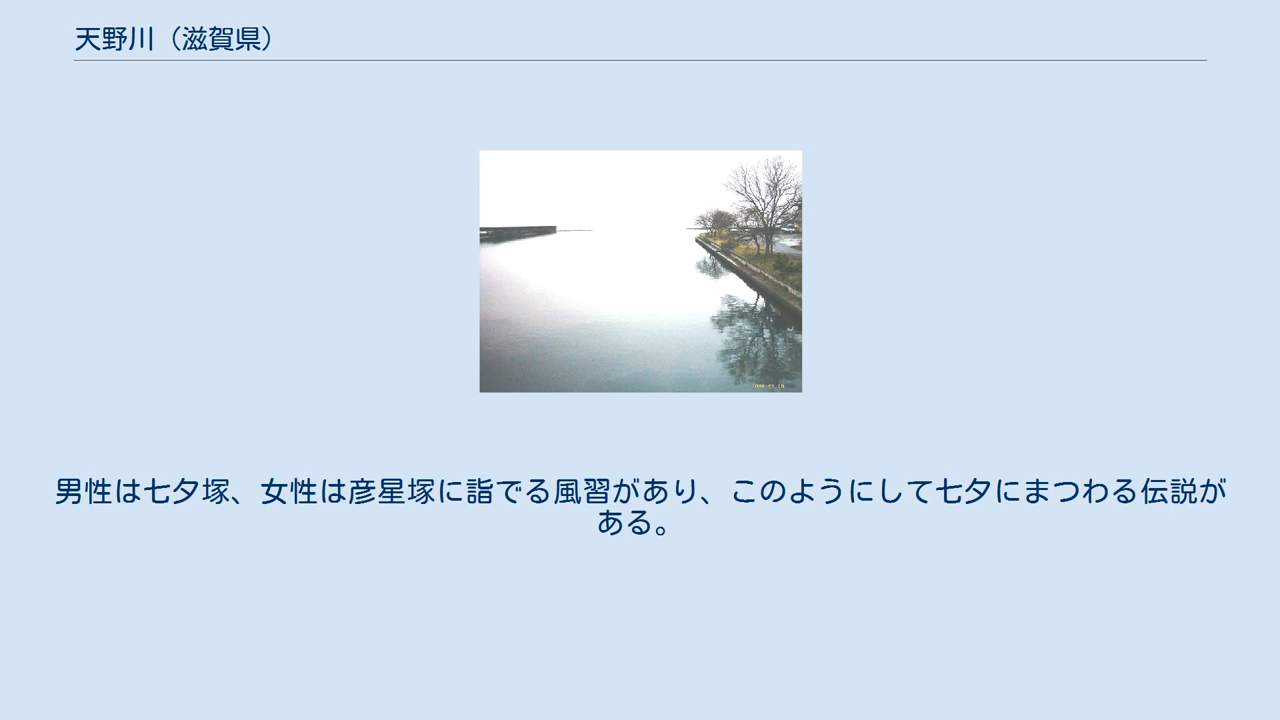 天野川（滋賀県）
男性は七夕塚、女性は彦星塚に詣でる風習があり、このようにして七夕にまつわる伝説が
ある。